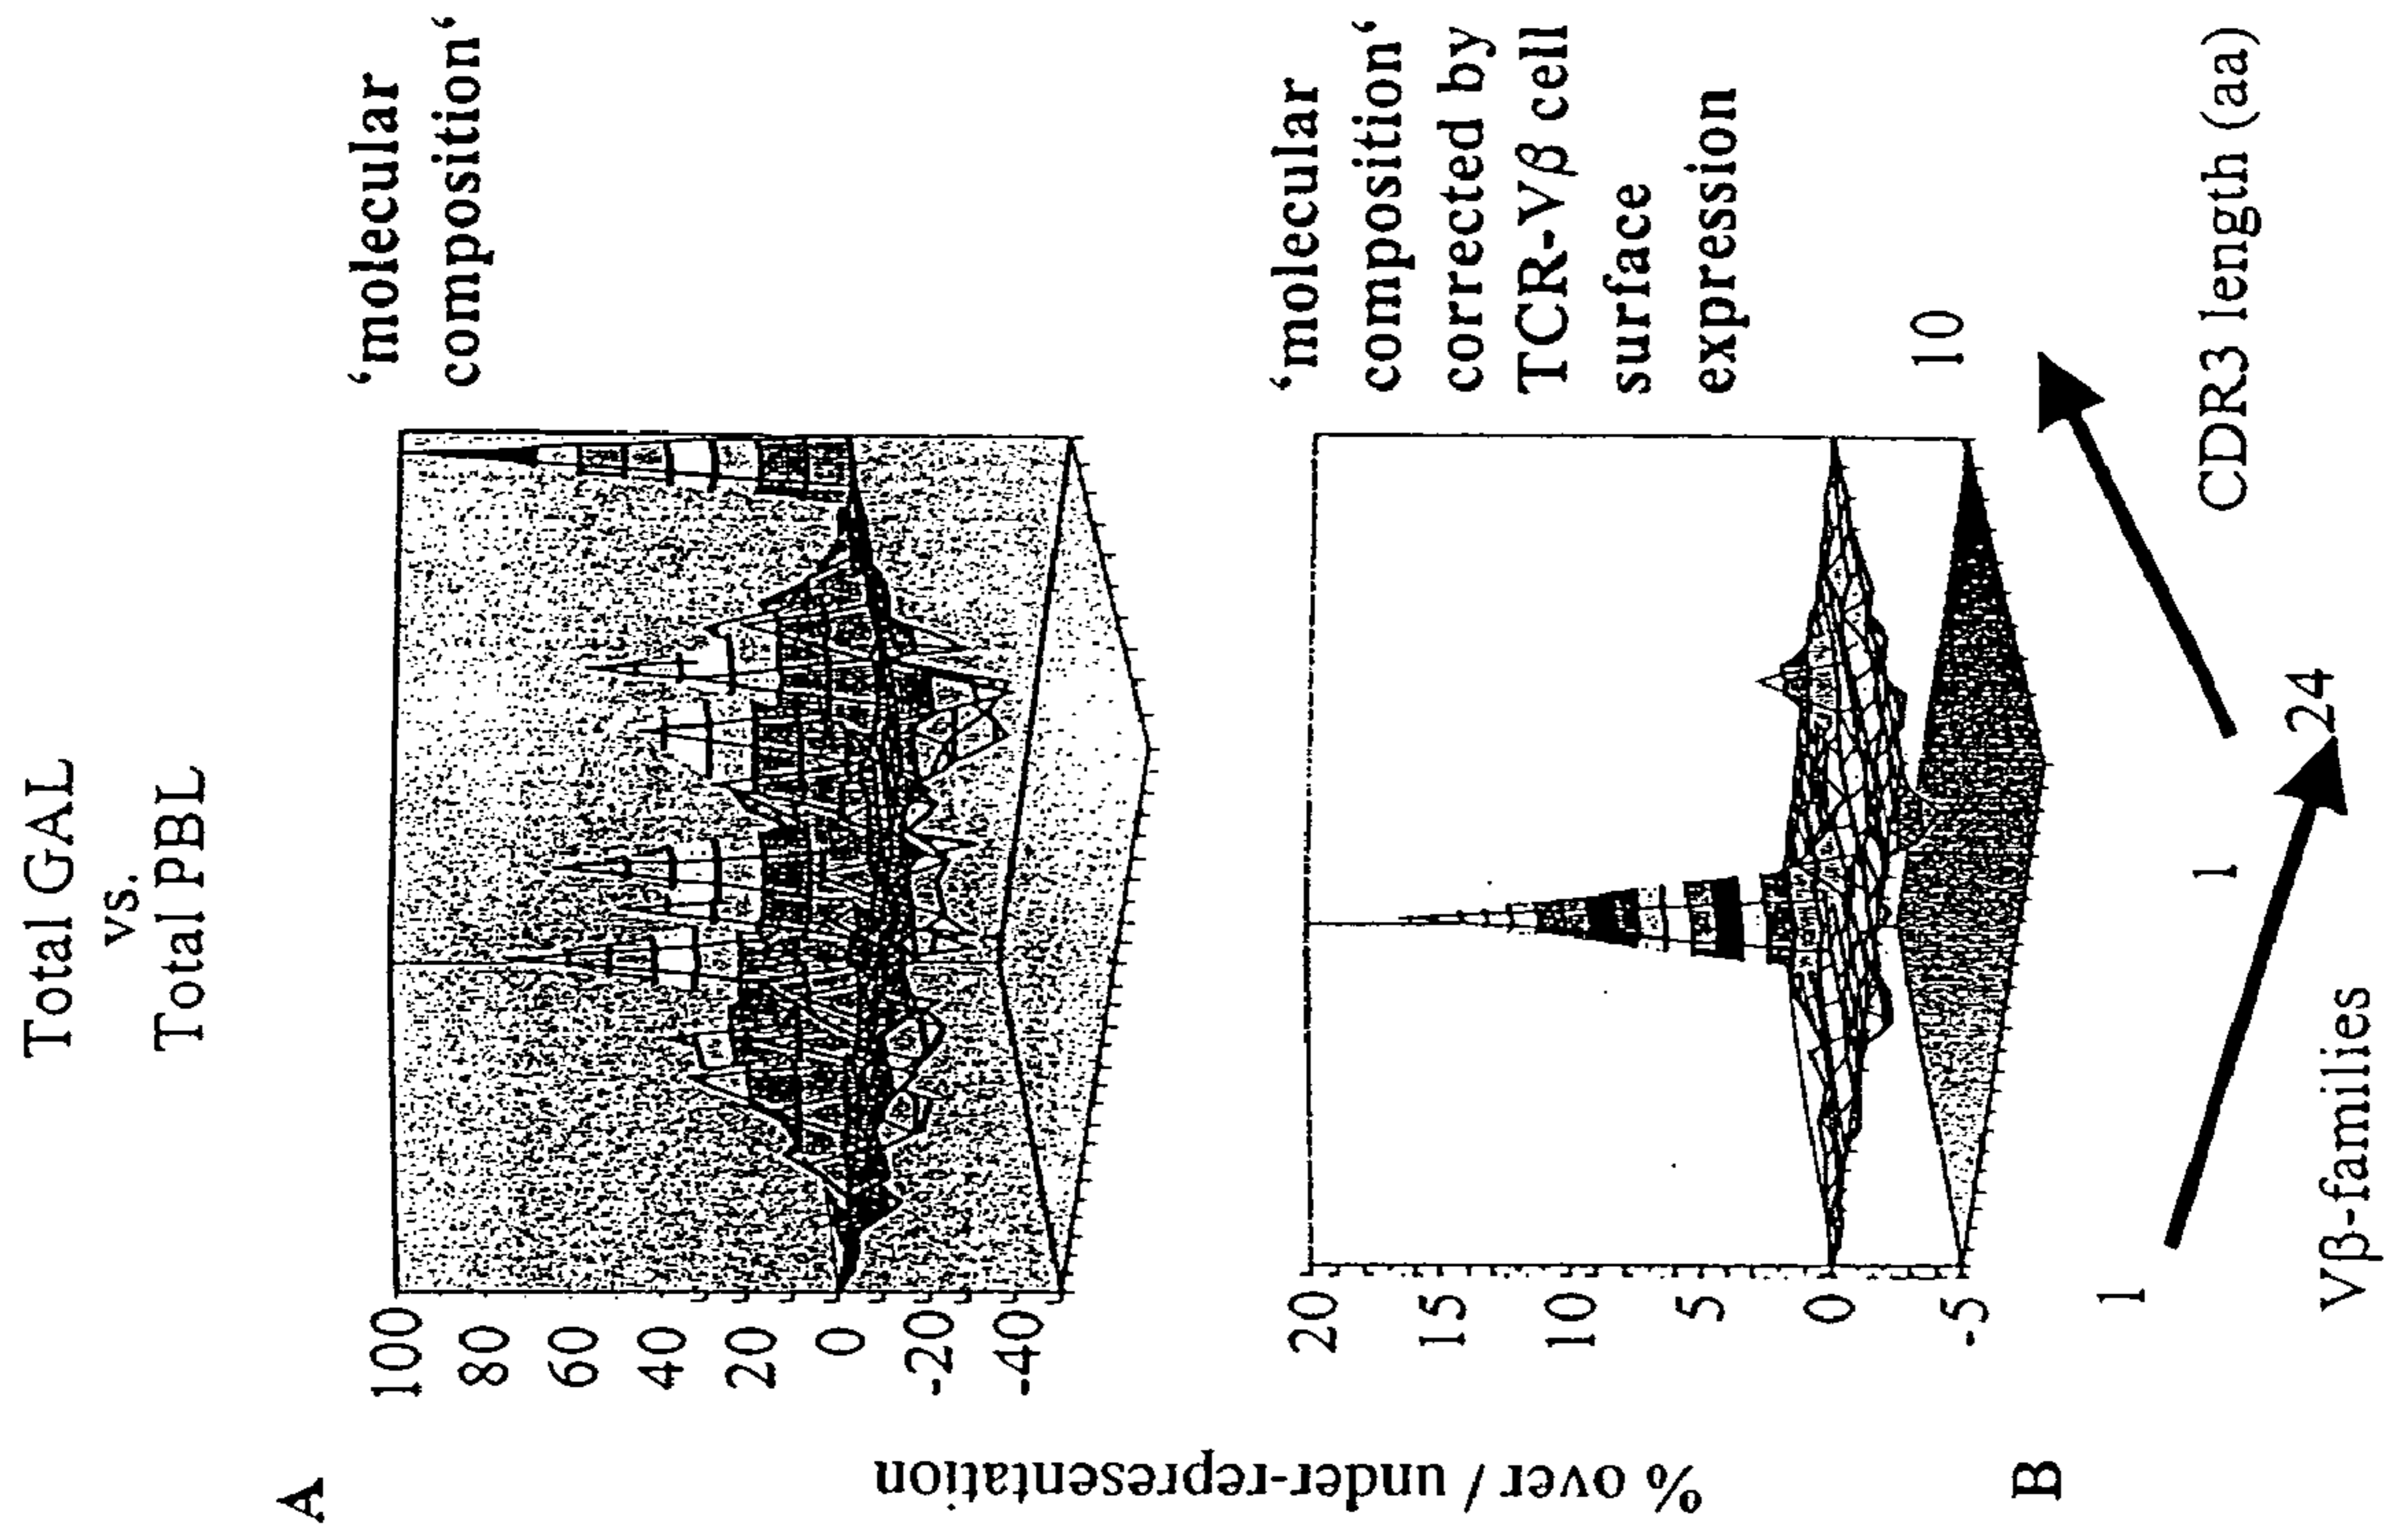 Total GAL
vs.
Total PBL
A
‘molecular
composition‘
100
80
60
40
20
0
-20
-40
% over / under-representation
B
‘molecular
composition‘
corrected by
TCR-Vβ cell
surface
expression
20
15
10
5
0
-5
1
24
Vβ-families
1
10
CDR3 length (aa)